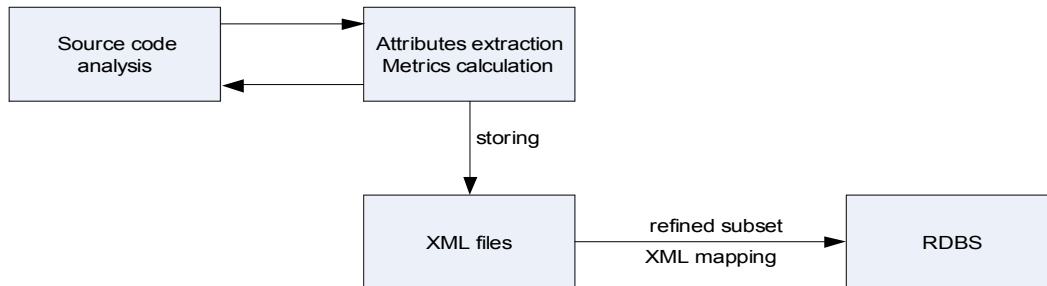 Source code
analysis
Attributes extraction
Metrics calculation
storing
XML files
refined subset
XML mapping
RDBS